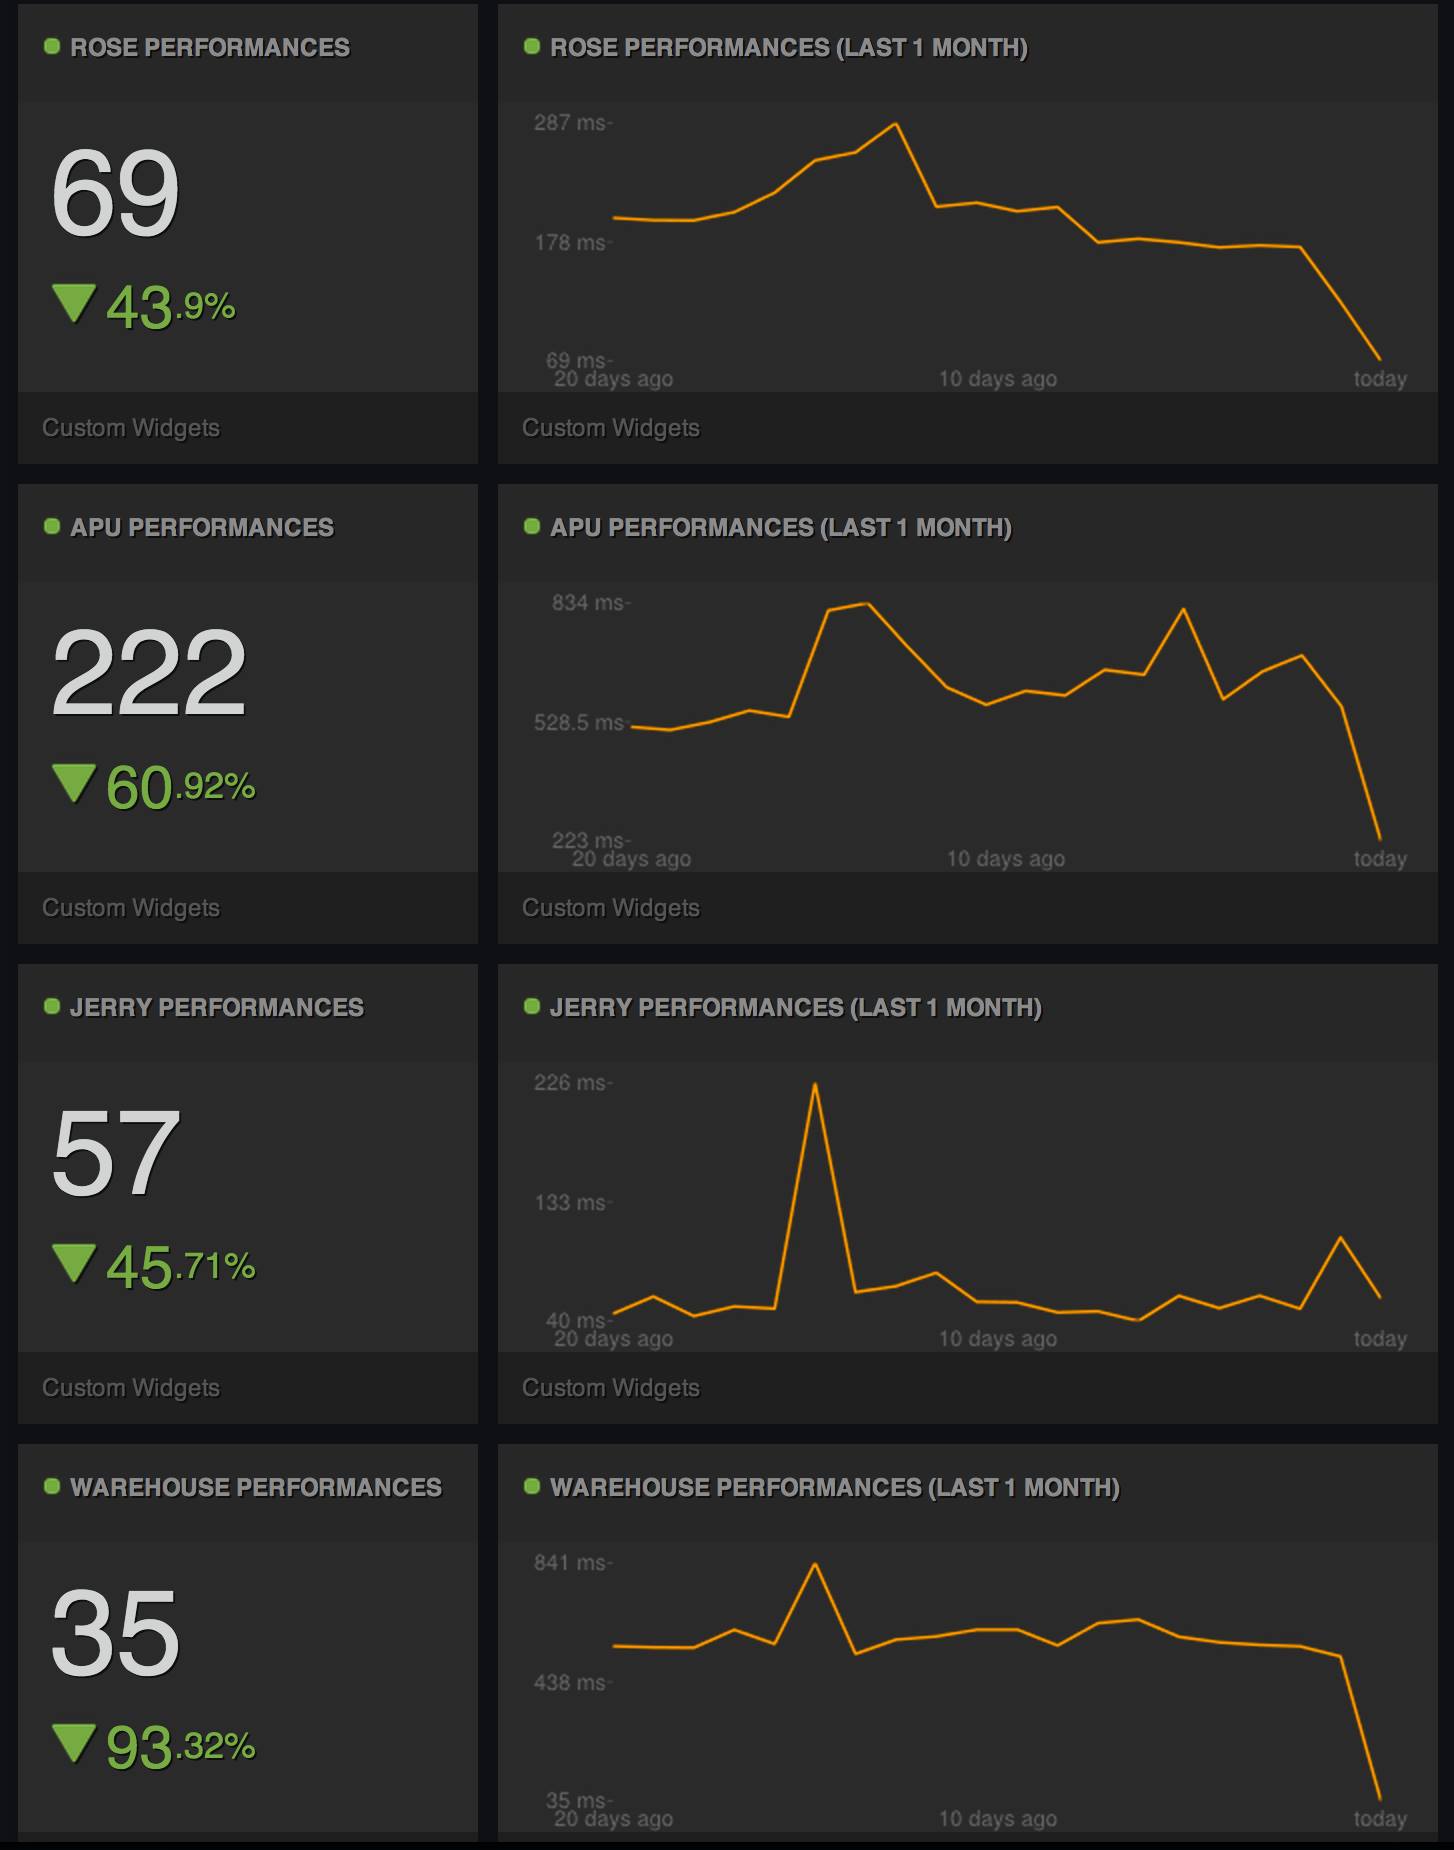 ROSE PERFORMANCES
69
43.9%
Custom Widgets
ROSE PERFORMANCES (LAST 1 MONTH)
287 ms-
178 ms-
69 ms-
20 days ago 10 days ago today
Custom Widgets
APU PERFORMANCES
222
60.92%
Custom Widgets
APU PERFORMANCES (LAST 1 MONTH)
834 ms-
528.5 ms-
223 ms-
20 days ago 10 days ago today
Custom Widgets
JERRY PERFORMANCES
57
45.71%
Custom Widgets
JERRY PERFORMANCES (LAST 1 MONTH)
226 ms-
133 ms-
40 ms-
20 days ago 10 days ago today
Custom Widgets
WAREHOUSE PERFORMANCES
35
93.32%
WAREHOUSE PERFORMANCES (LAST 1 MONTH)
841 ms-
438 ms-
35 ms-
20 days ago 10 days ago today